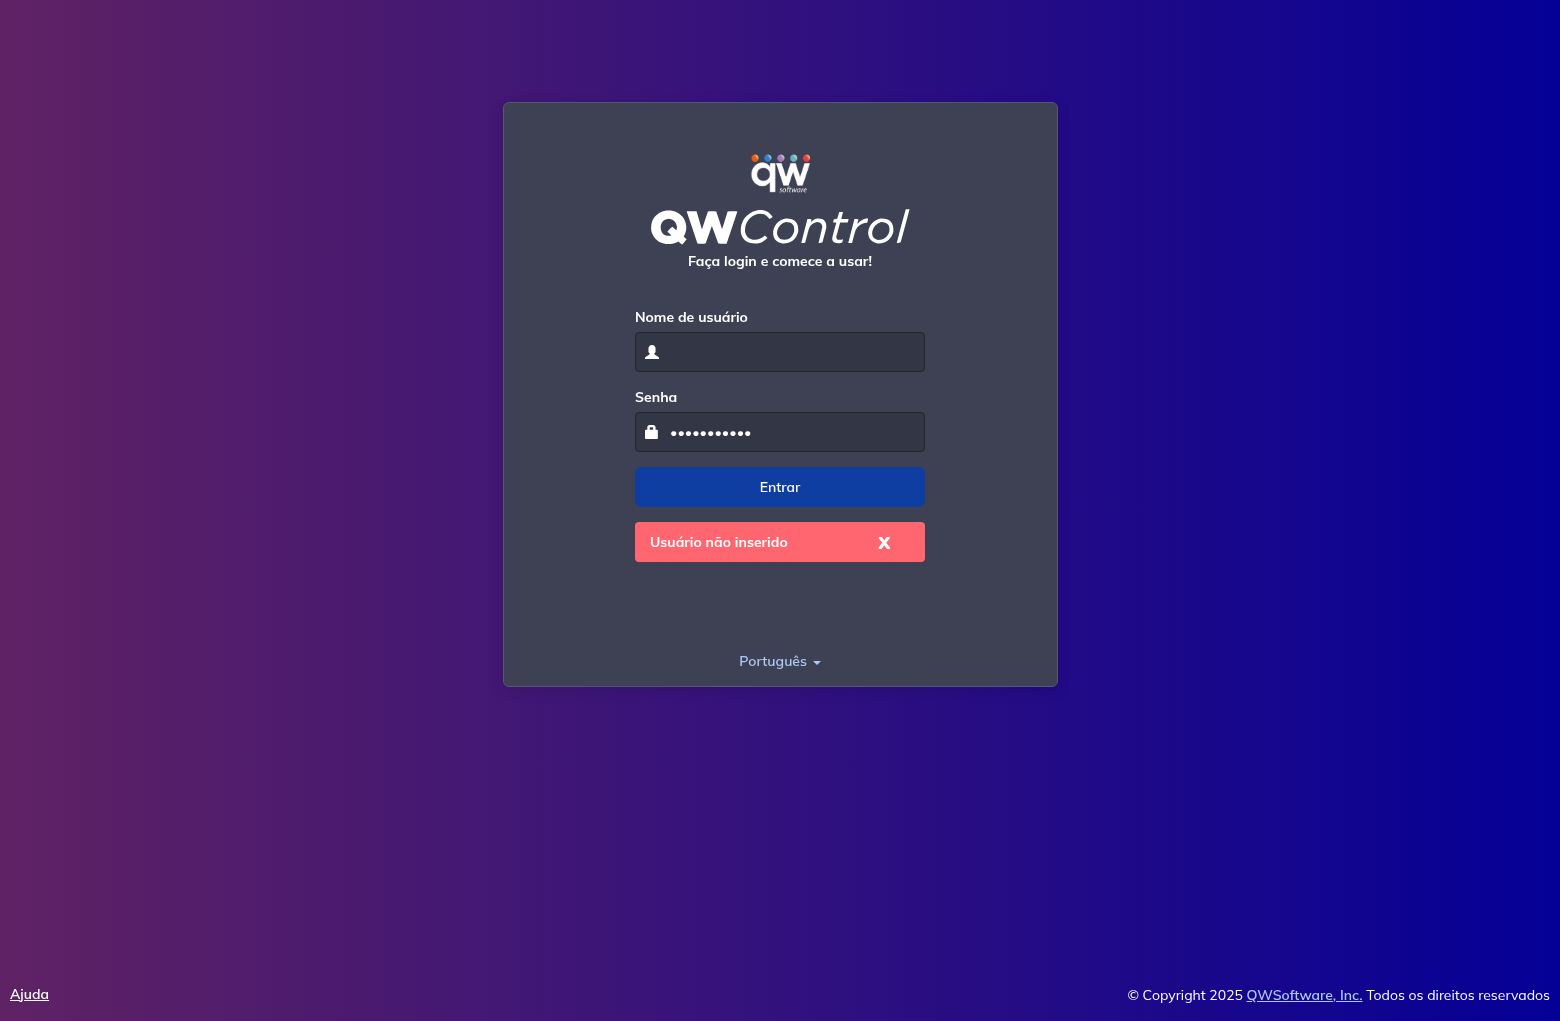 qw
software
QWControl
Faça login e comece a usar!
Nome de usuário
Senha
•••••••••••
Entrar
Usuário não inserido X
Português
Ajuda
© Copyright 2025 QWSoftware, Inc. Todos os direitos reservados